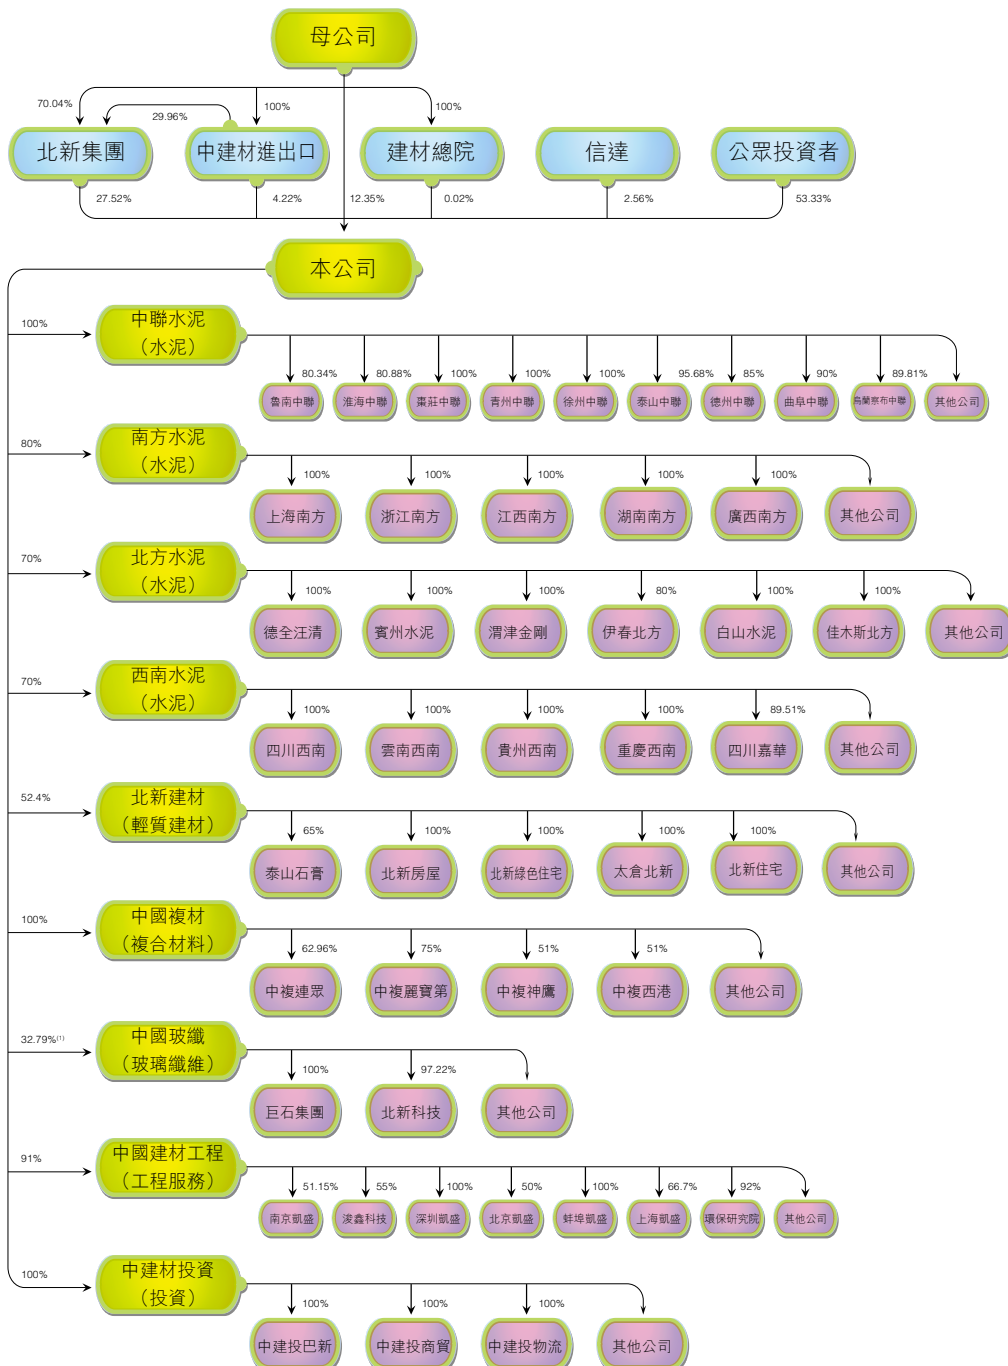 母公司
70.04%
29.96%
100%
100%
北新集團
中建材進出口
建材總院
信達
公眾投資者
27.52%
4.22%
12.35%
0.02%
2.56%
53.33%
本公司
100%
中聯水泥
（水泥）
80.34%
80.88%
100%
100%
100%
95.68%
85%
90%
89.81%
魯南中聯
淮海中聯
棗莊中聯
青州中聯
徐州中聯
泰山中聯
德州中聯
曲阜中聯
烏蘭察布中聯
其他公司
80%
南方水泥
（水泥）
100%
100%
100%
100%
100%
上海南方
浙江南方
江西南方
湖南南方
廣西南方
其他公司
70%
北方水泥
（水泥）
100%
100%
100%
80%
100%
100%
德全汪清
賓州水泥
渭津金剛
伊春北方
白山水泥
佳木斯北方
其他公司
70%
西南水泥
（水泥）
100%
100%
100%
100%
89.51%
四川西南
雲南西南
貴州西南
重慶西南
四川嘉華
其他公司
52.4%
北新建材
（輕質建材）
65%
100%
100%
100%
100%
泰山石膏
北新房屋
北新綠色住宅
太倉北新
北新住宅
其他公司
100%
中國複材
（複合材料）
62.96%
75%
51%
51%
中複連眾
中複麗寶第
中複神鷹
中複西港
其他公司
32.79%(1)
中國玻纖
（玻璃纖維）
100%
97.22%
巨石集團
北新科技
其他公司
91%
中國建材工程
（工程服務）
51.15%
55%
100%
50%
100%
66.7%
92%
南京凱盛
浚鑫科技
深圳凱盛
北京凱盛
蚌埠凱盛
上海凱盛
環保研究院
其他公司
100%
中建材投資
（投資）
100%
100%
100%
中建投巴新
中建投商貿
中建投物流
其他公司